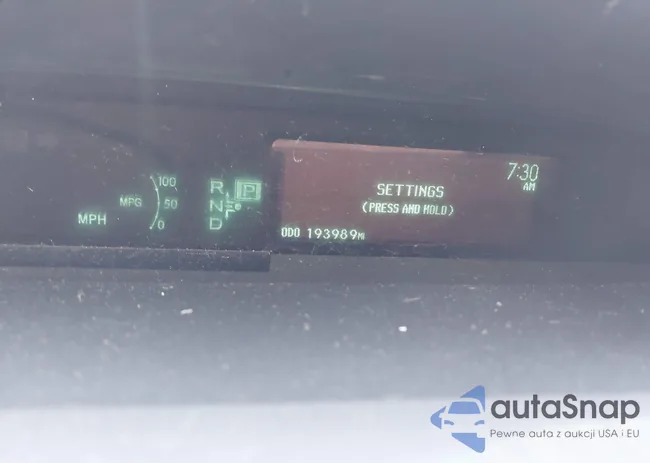 7:30
AM
SETTINGS
(PRESS AND HOLD)
ODO 193989MI
100
MPG 50
0
MPH
R
P
N
D
autaSnap
Pewne auta z aukcji USA i EU